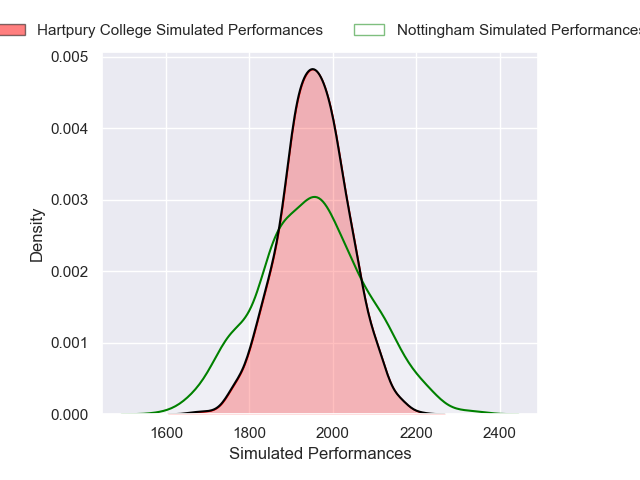 Hartpury College Simulated Performances Nottingham Simulated Performances
0.005
0.004
0.003
0.002
0.001
0.000
Density
1600 1800 2000 2200 2400
Simulated Performances